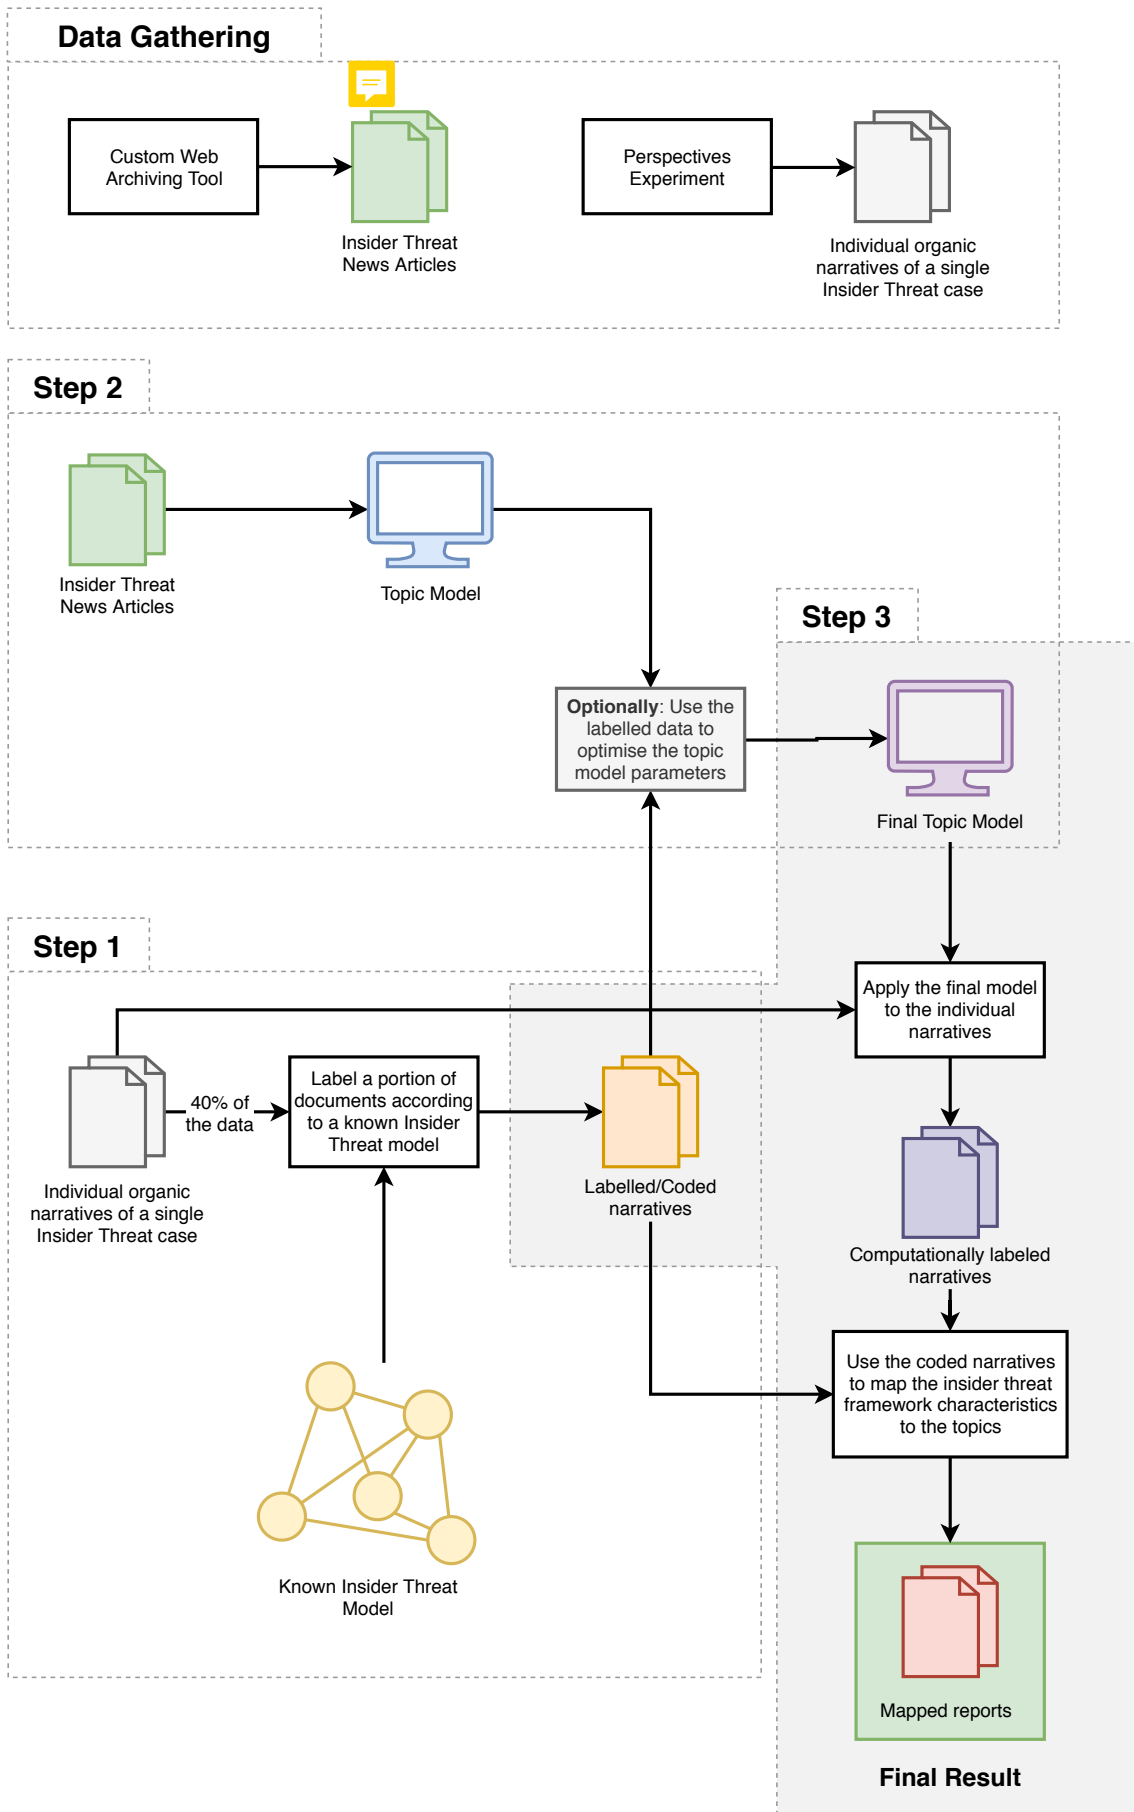 Data Gathering
Custom Web
Archiving Tool
Insider Threat
News Articles
Perspectives
Experiment
Individual organic
narratives of a single
Insider Threat case
Step 2
Insider Threat
News Articles
Topic Model
Optionally: Use the
labelled data to
optimise the topic
model parameters
Step 3
Final Topic Model
Step 1
Individual organic
narratives of a single
Insider Threat case
40% of
the data
Label a portion of
documents according
to a known Insider
Threat model
Known Insider Threat
Model
Labelled/Coded
narratives
Apply the final model
to the individual
narratives
Computationally labeled
narratives
Use the coded narratives
to map the insider threat
framework characteristics
to the topics
Mapped reports
Final Result